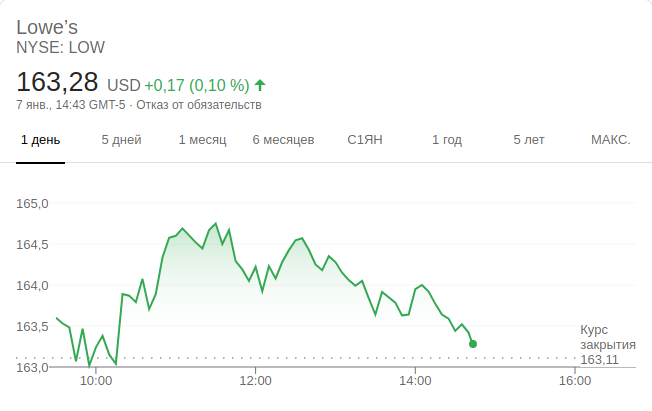 Lowe’s
NYSE: LOW
163,28 USD +0,17 (0,10 %)
7 янв., 14:43 GMT-5 · Отказ от обязательств
1 день 5 дней 1 месяц 6 месяцев С1ЯН 1 год 5 лет МАКС.
165,0
164,5
164,0
163,5
Курс
закрытия
163,11
163,0
10:00 12:00 14:00 16:00